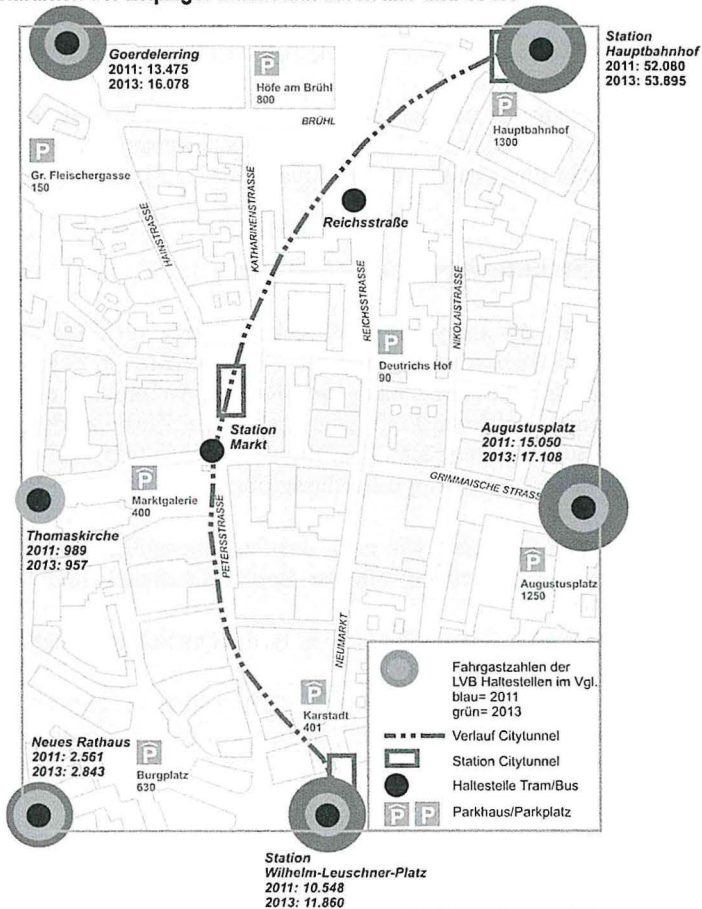 Goerdelerring
2011: 13.475
2013: 16.078
P
Höfe am Brühl
800
BRÜHL
Station
Hauptbahnhof
2011: 52.080
2013: 53.895
P
Hauptbahnhof
1300
P
Gr. Fleischergasse
150
HAINSTRASSE
KATHARINENSTRASSE
Reichsstraße
REICHSSTRASSE
NIKOLAISTRASSE
P
Deutrichs Hof
90
Station
Markt
Augustusplatz
2011: 15.050
2013: 17.108
GRIMMAISCHE STRASS
P
Marktgalerie
400
Thomaskirche
2011: 989
2013: 957
PETERSSTRASSE
P
Augustusplatz
1250
NEUMARKT
P
Karstadt
401
Neues Rathaus
2011: 2.561
2013: 2.843
P
Burgplatz
630
Fahrgastzahlen der
LVB Haltestellen im Vgl.
blau= 2011
grün= 2013
Verlauf Citytunnel
Station Citytunnel
Haltestelle Tram/Bus
P P Parkhaus/Parkplatz
Station
Wilhelm-Leuschner-Platz
2011: 10.548
2013: 11.860